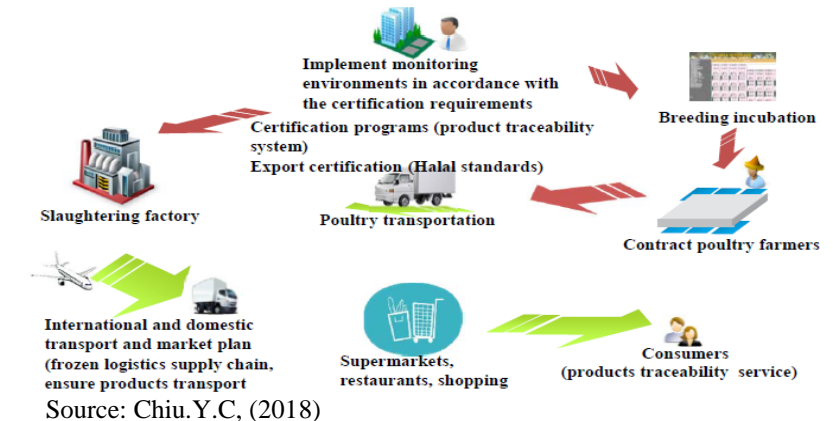 Implement monitoring
environments in accordance with
the certification requirements
Certification programs (product traceability
system)
Export certification (Halal standards)
Breeding incubation
Slaughtering factory
Poultry transportation
Contract poultry farmers
International and domestic
transport and market plan
(frozen logistics supply chain,
ensure products transport
Supermarkets,
restaurants, shopping
Consumers
(products traceability service)
Source: Chiu.Y.C, (2018)